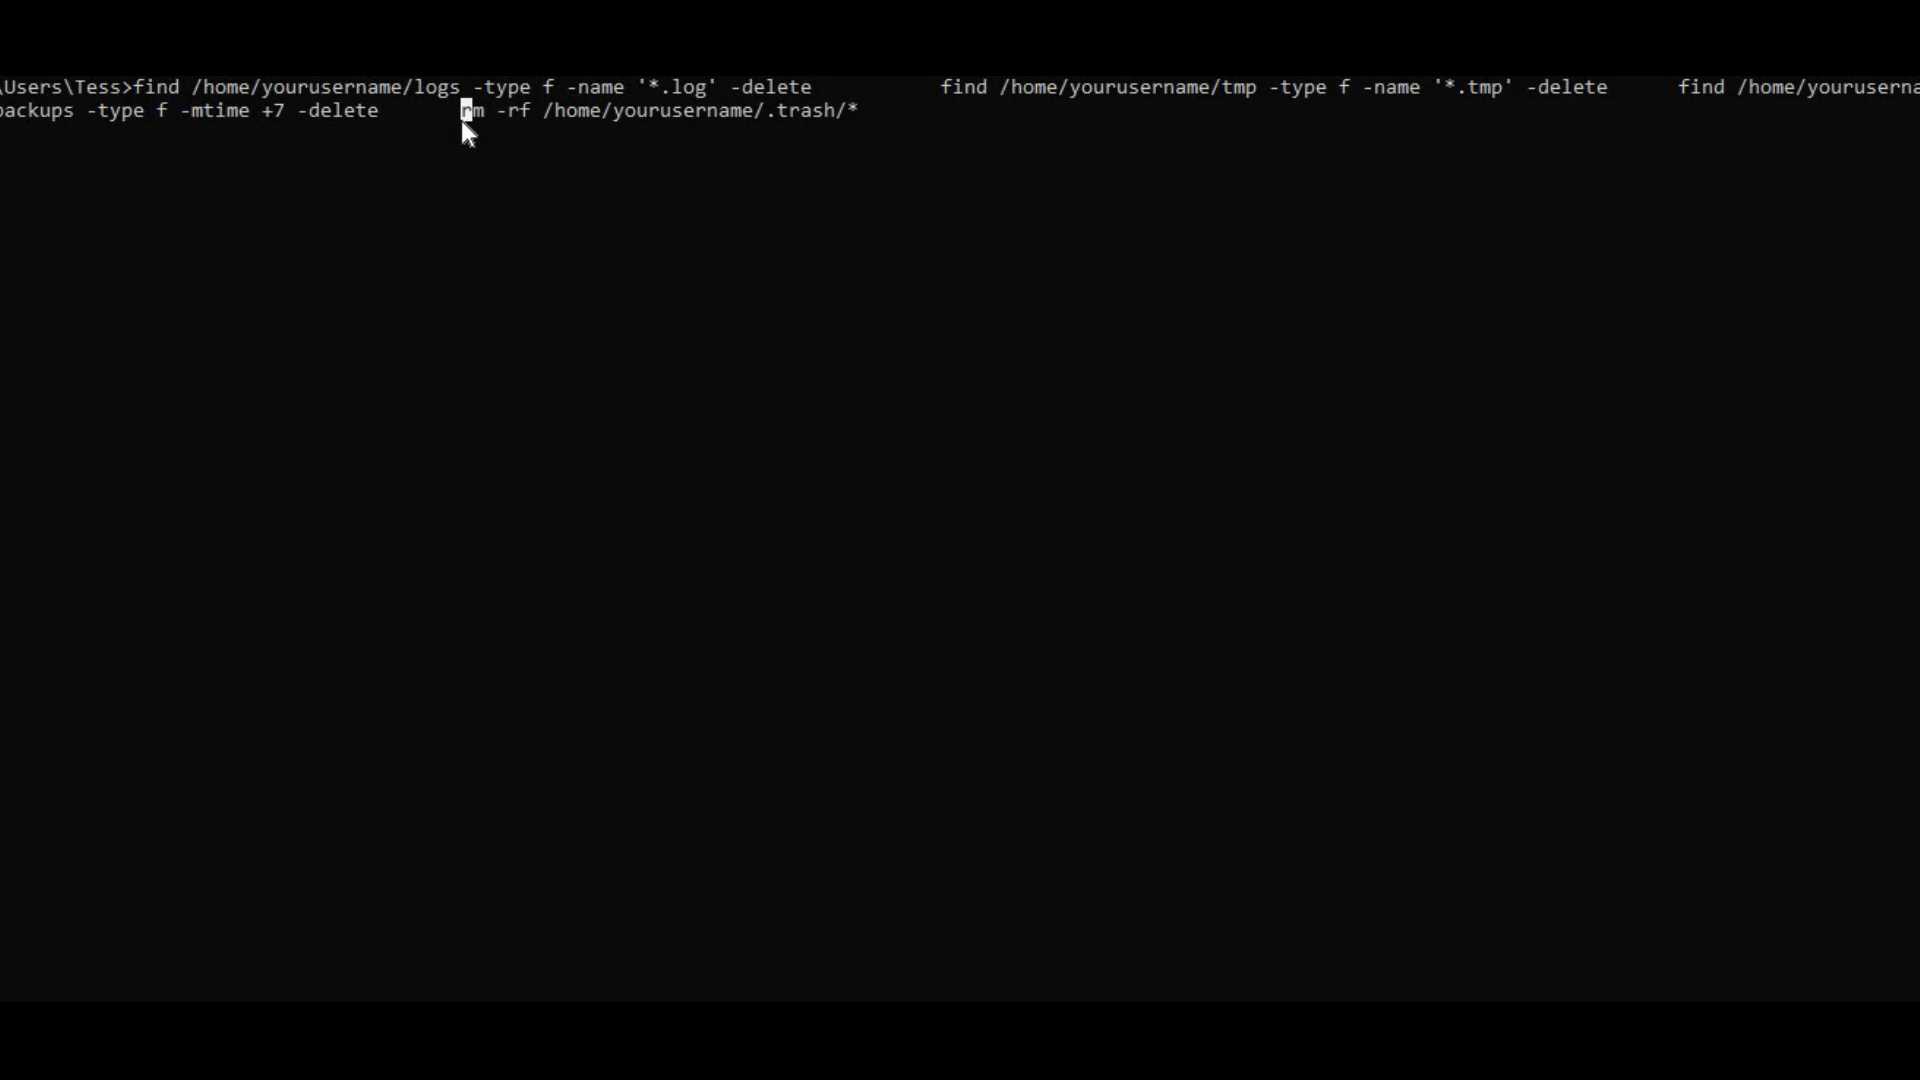 \Users\Tess>find /home/yourusername/logs -type f -name '*.log' -delete find /home/yourusername/tmp -type f -name '*.tmp' -delete find /home/youruserna
backups -type f -mtime +7 -delete rm -rf /home/yourusername/.trash/*